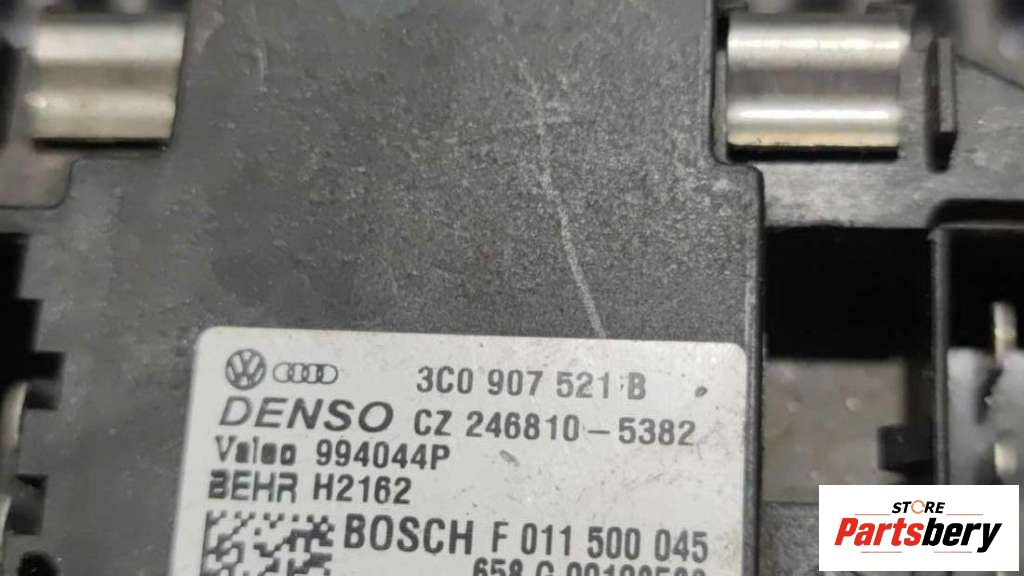 3C0 907 521 B
DENSO CZ 246810-5382
Valeo 994044P
BEHR H2162
BOSCH F 011 500 045
STORE
Partsbery